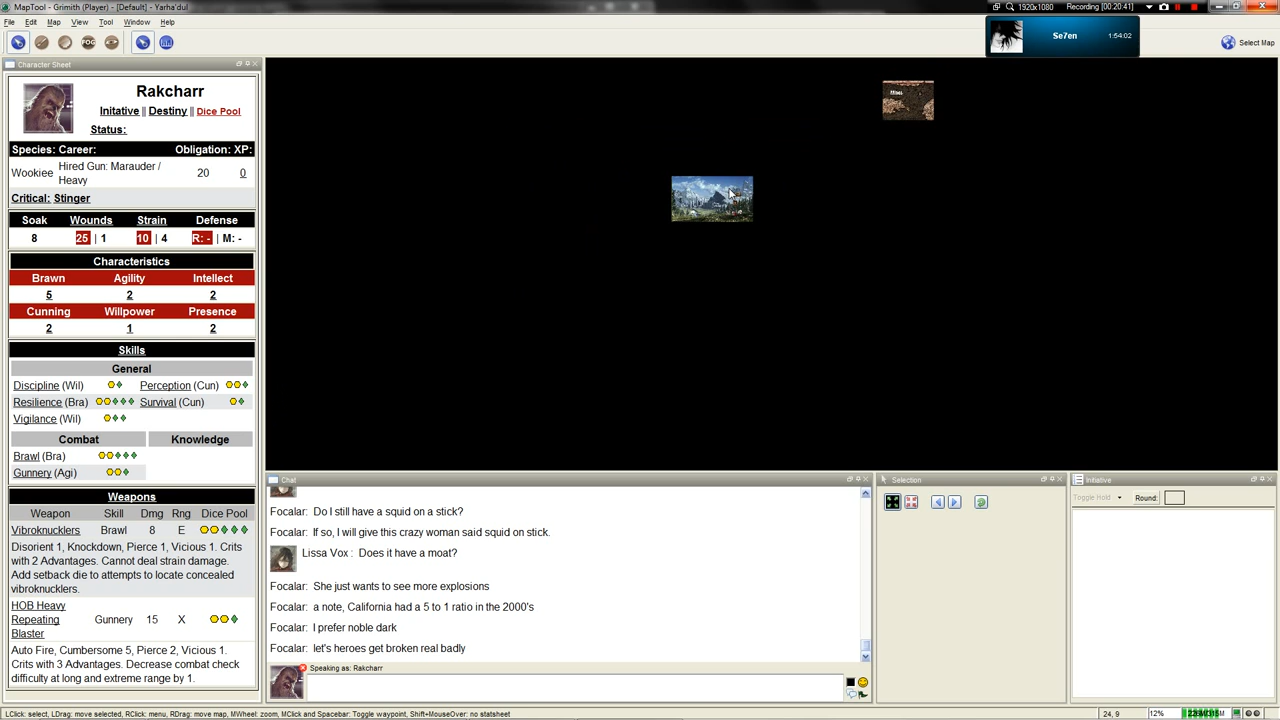 MapTool - Grimith (Player) - [Default] - Yarha'dul
1920x1080
Recording [00:20:41]
File Edit Map View Tool Window Help
Se7en
1:54:02
Select Map
Character Sheet
Rakcharr
Initative || Destiny || Dice Pool
Status:
Species: Career: Obligation: XP:
Wookiee Hired Gun: Marauder / Heavy 20 0
Critical: Stinger
Soak Wounds Strain Defense
8 25 | 1 10 | 4 R: - | M: -
Characteristics
Brawn Agility Intellect
5 2 2
Cunning Willpower Presence
2 1 2
Skills
General
Discipline (Wil) Perception (Cun)
Resilience (Bra) Survival (Cun)
Vigilance (Wil)
Combat Knowledge
Brawl (Bra)
Gunnery (Agi)
Weapons
Weapon Skill Dmg Rng Dice Pool
Vibroknucklers Brawl 8 E
Disorient 1, Knockdown, Pierce 1, Vicious 1. Crits
with 2 Advantages. Cannot deal strain damage.
Add setback die to attempts to locate concealed
vibroknucklers.
HOB Heavy
Repeating
Blaster
Gunnery 15 X
Auto Fire, Cumbersome 5, Pierce 2, Vicious 1.
Crits with 3 Advantages. Decrease combat check
difficulty at long and extreme range by 1.
Chat
Focalar: Do I still have a squid on a stick?
Focalar: If so, I will give this crazy woman said squid on stick.
Lissa Vox : Does it have a moat?
Focalar: She just wants to see more explosions
Focalar: a note, California had a 5 to 1 ratio in the 2000's
Focalar: I prefer noble dark
Focalar: let's heroes get broken real badly
Speaking as: Rakcharr
Selection
Initiative
Toggle Hold
Round:
LClick: select, LDrag: move selected, RClick: menu, RDrag: move map, MWheel: zoom, MClick and Spacebar: Toggle waypoint, Shift+MouseOver: no statsheet
24, 9
12%